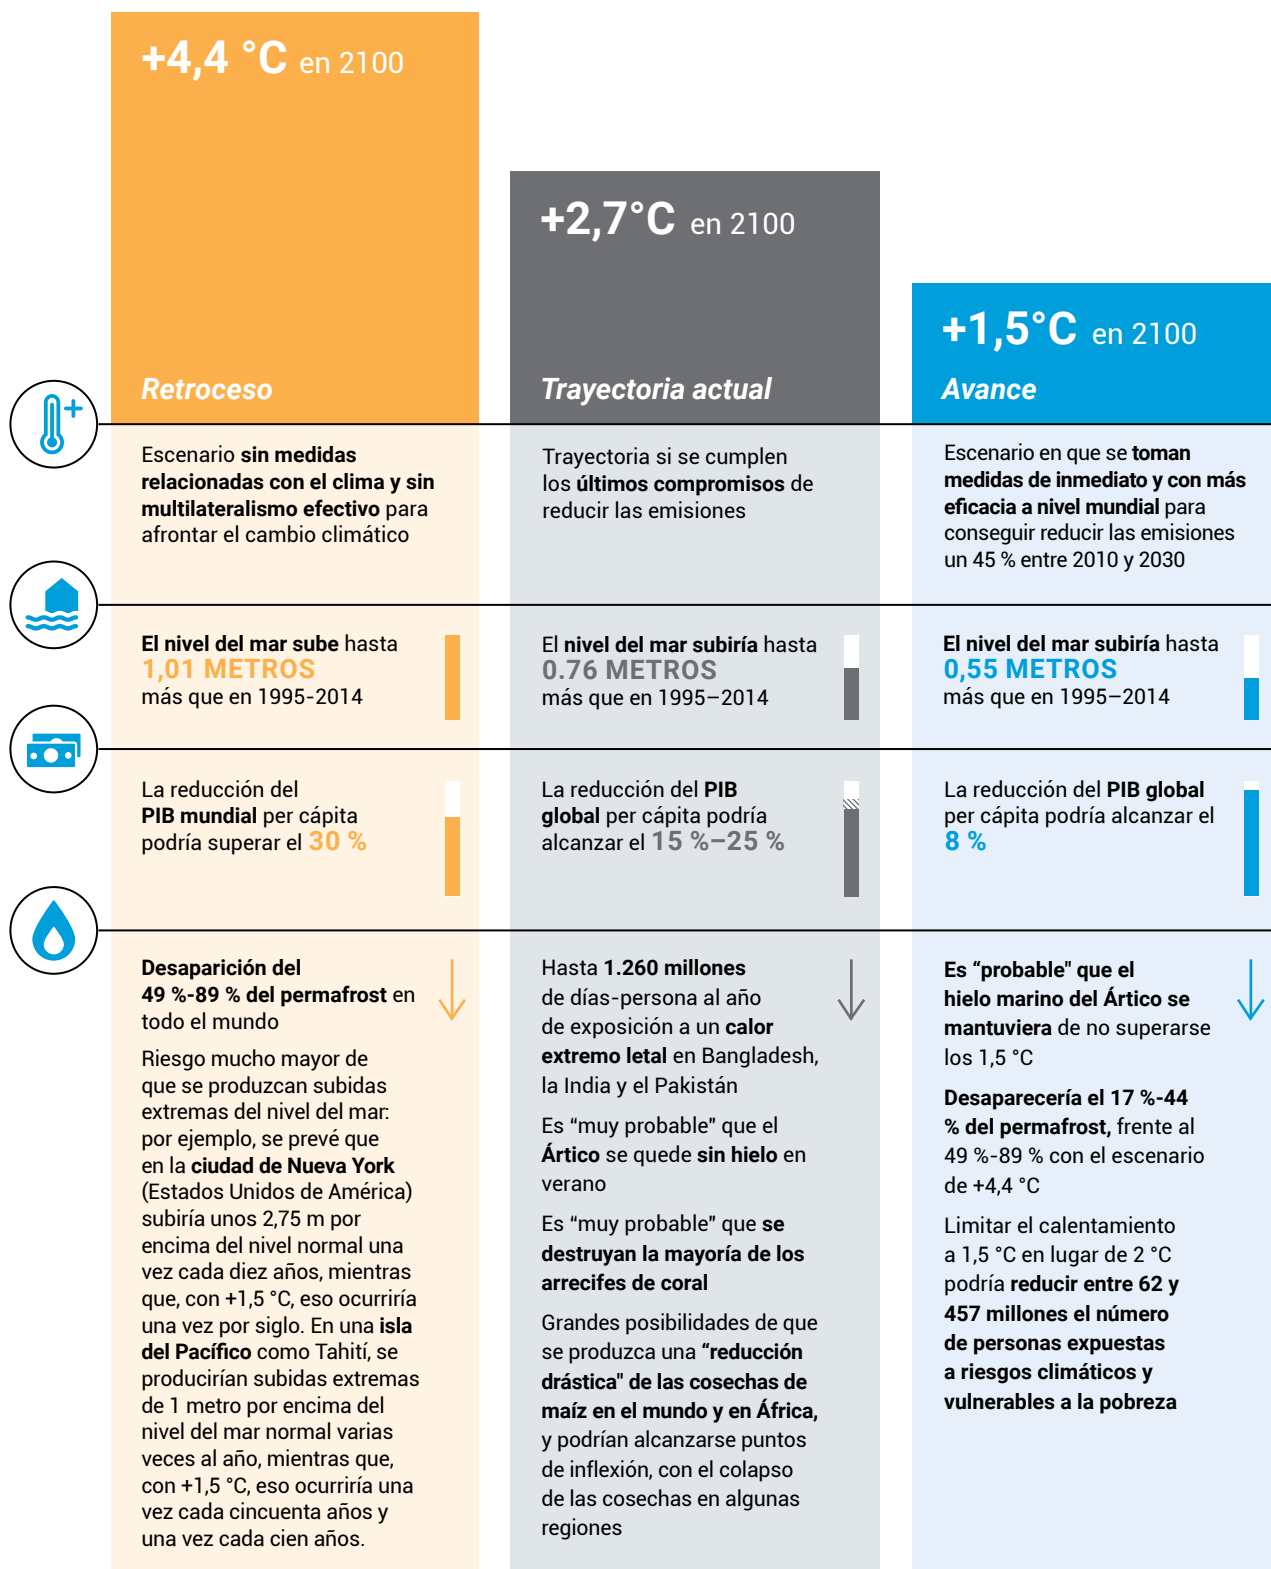 +4,4 °C en 2100
Retroceso
Escenario sin medidas
relacionadas con el clima y sin
multilateralismo efectivo para
afrontar el cambio climático
El nivel del mar sube hasta
1,01 METROS
más que en 1995-2014
La reducción del
PIB mundial per cápita
podría superar el 30 %
Desaparición del
49 %-89 % del permafrost en
todo el mundo
Riesgo mucho mayor de
que se produzcan subidas
extremas del nivel del mar:
por ejemplo, se prevé que
en la ciudad de Nueva York
(Estados Unidos de América)
subiría unos 2,75 m por
encima del nivel normal una
vez cada diez años, mientras
que, con +1,5 °C, eso ocurriría
una vez por siglo. En una isla
del Pacífico como Tahití, se
producirían subidas extremas
de 1 metro por encima del
nivel del mar normal varias
veces al año, mientras que,
con +1,5 °C, eso ocurriría una
vez cada cincuenta años y
una vez cada cien años.
+2,7°C en 2100
Trayectoria actual
Trayectoria si se cumplen
los últimos compromisos de
reducir las emisiones
El nivel del mar subiría hasta
0.76 METROS
más que en 1995–2014
La reducción del PIB
global per cápita podría
alcanzar el 15 %–25 %
Hasta 1.260 millones
de días-persona al año
de exposición a un calor
extremo letal en Bangladesh,
la India y el Pakistán
Es "muy probable" que el
Ártico se quede sin hielo en
verano
Es “muy probable" que se
destruyan la mayoría de los
arrecifes de coral
Grandes posibilidades de que
se produzca una “reducción
drástica" de las cosechas de
maíz en el mundo y en África,
y podrían alcanzarse puntos
de inflexión, con el colapso
de las cosechas en algunas
regiones
+1,5°C en 2100
Avance
Escenario en que se toman
medidas de inmediato y con más
eficacia a nivel mundial para
conseguir reducir las emisiones
un 45 % entre 2010 y 2030
El nivel del mar subiría hasta
0,55 METROS
más que en 1995–2014
La reducción del PIB global
per cápita podría alcanzar el
8 %
Es “probable" que el
hielo marino del Ártico se
mantuviera de no superarse
los 1,5 °C
Desaparecería el 17 %-44
% del permafrost, frente al
49 %-89 % con el escenario
de +4,4 °C
Limitar el calentamiento
a 1,5 °C en lugar de 2 °C
podría reducir entre 62 y
457 millones el número
de personas expuestas
a riesgos climáticos y
vulnerables a la pobreza